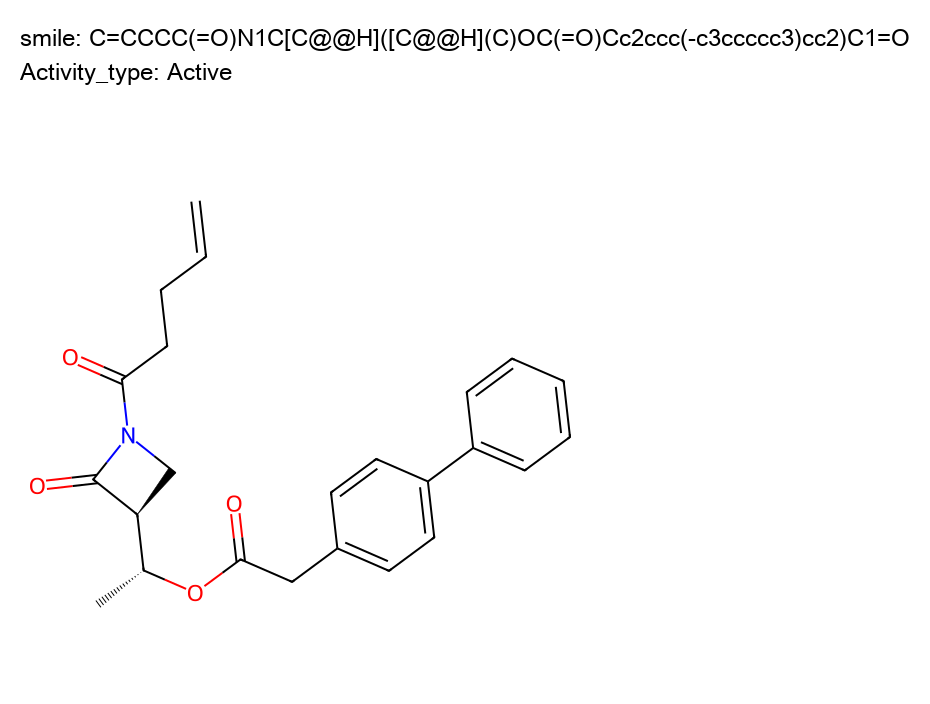 smile: C=CCCC(=O)N1C[C@@H]([C@@H](C)OC(=O)Cc2ccc(-c3ccccc3)cc2)C1=O
Activity_type: Active
O
N
O
O
O